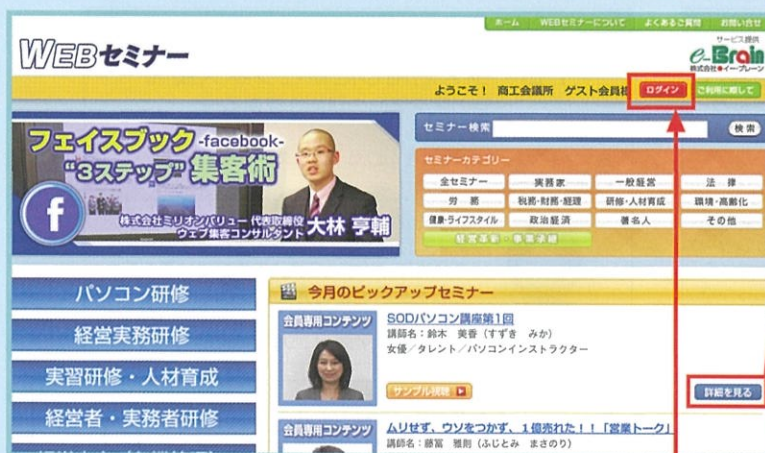 ホーム WEBセミナーについて よくあるご質問 お問い合せ
WEBセミナー
サービス提供
e-Brain
株式会社●イー・ブレーン
ようこそ! 商工会議所 ゲスト会員様
ログイン
ご利用に際して
フェイスブック -facebook-
“3ステップ” 集客術
f
株式会社ミリオンバリュー 代表取締役
ウェブ集客コンサルタント
大林 亨輔
セミナー検索
検索
セミナーカテゴリー
全セミナー 実務家 一般経営 法律
労務 税務・財務・経理 研修・人材育成 環境・高齢化
健康・ライフスタイル 政治経済 著名人 その他
経営革新・事業承継
パソコン研修
経営実務研修
実習研修・人材育成
経営者・実務者研修
今月のピックアップセミナー
会員専用コンテンツ
SODパソコン講座第1回
講師名:鈴木 美香(すずき みか)
女優/タレント/パソコンインストラクター
サンプル視聴
詳細を見る
会員専用コンテンツ
ムリせず、ウソをつかず、1億売れた!!「営業トーク」
講師名:藤冨 雅則(ふじとみ まさのり)